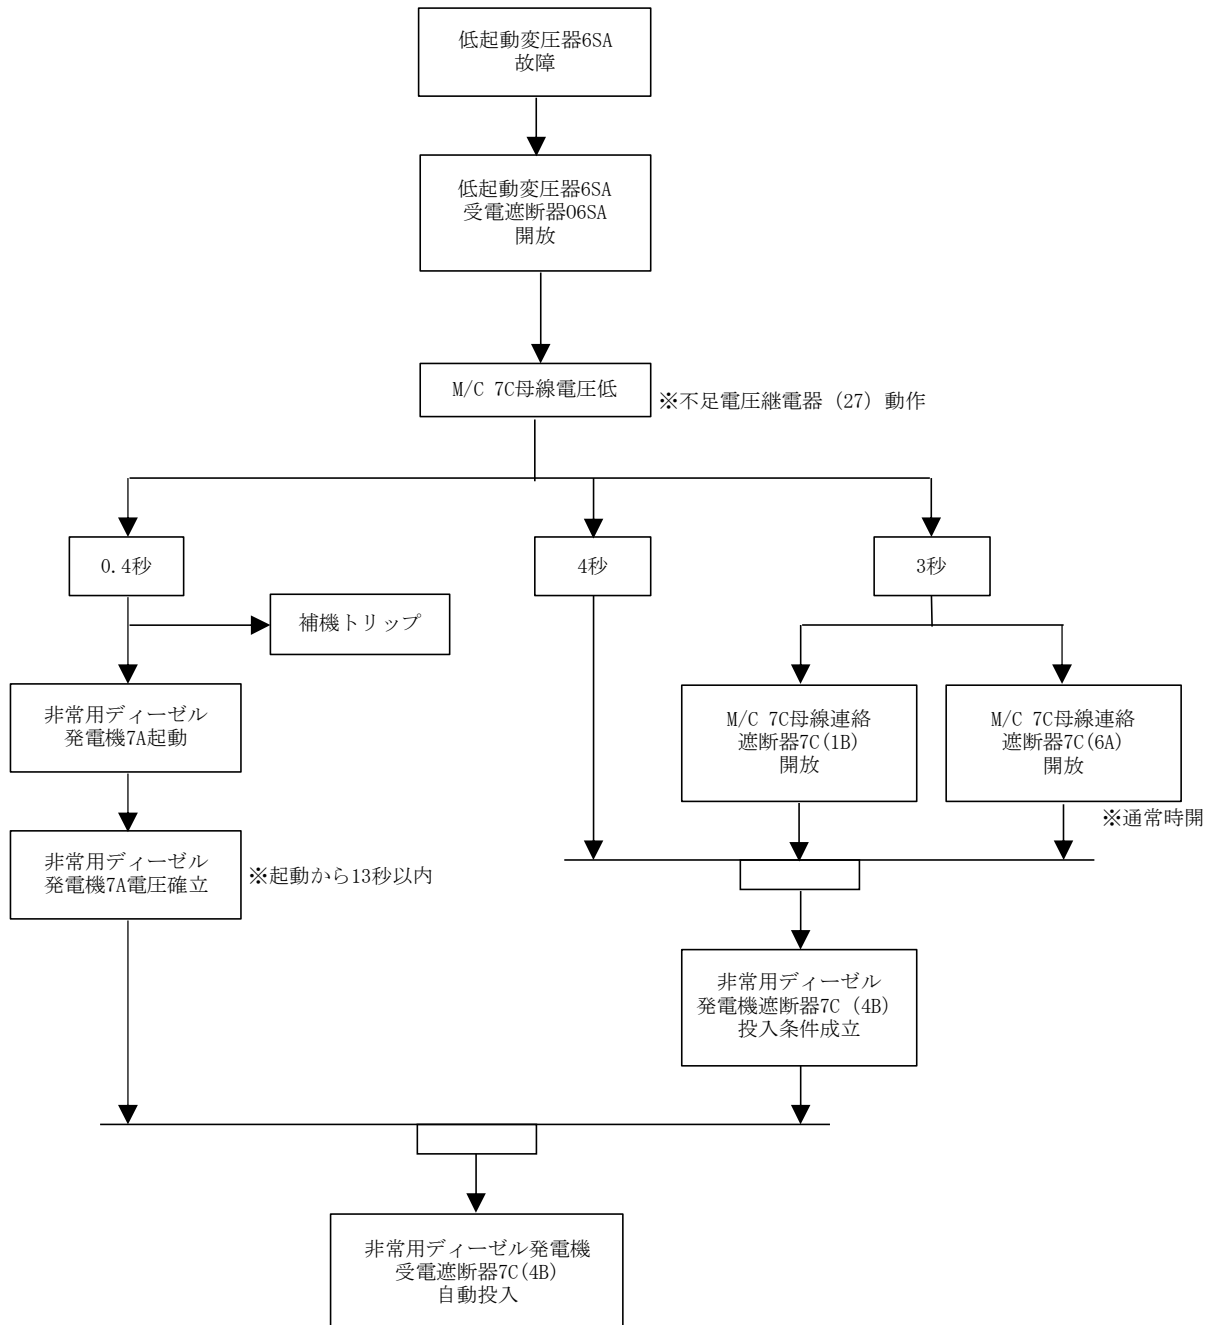 低起動変圧器6SA
故障
低起動変圧器6SA
受電遮断器O6SA
開放
M/C 7C母線電圧低
※不足電圧継電器（27）動作
0.4秒
4秒
3秒
補機トリップ
非常用ディーゼル
発電機7A起動
M/C 7C母線連絡
遮断器7C(1B)
開放
M/C 7C母線連絡
遮断器7C(6A)
開放
※通常時開
非常用ディーゼル
発電機7A電圧確立
※起動から13秒以内
非常用ディーゼル
発電機遮断器7C（4B）
投入条件成立
非常用ディーゼル発電機
受電遮断器7C(4B)
自動投入